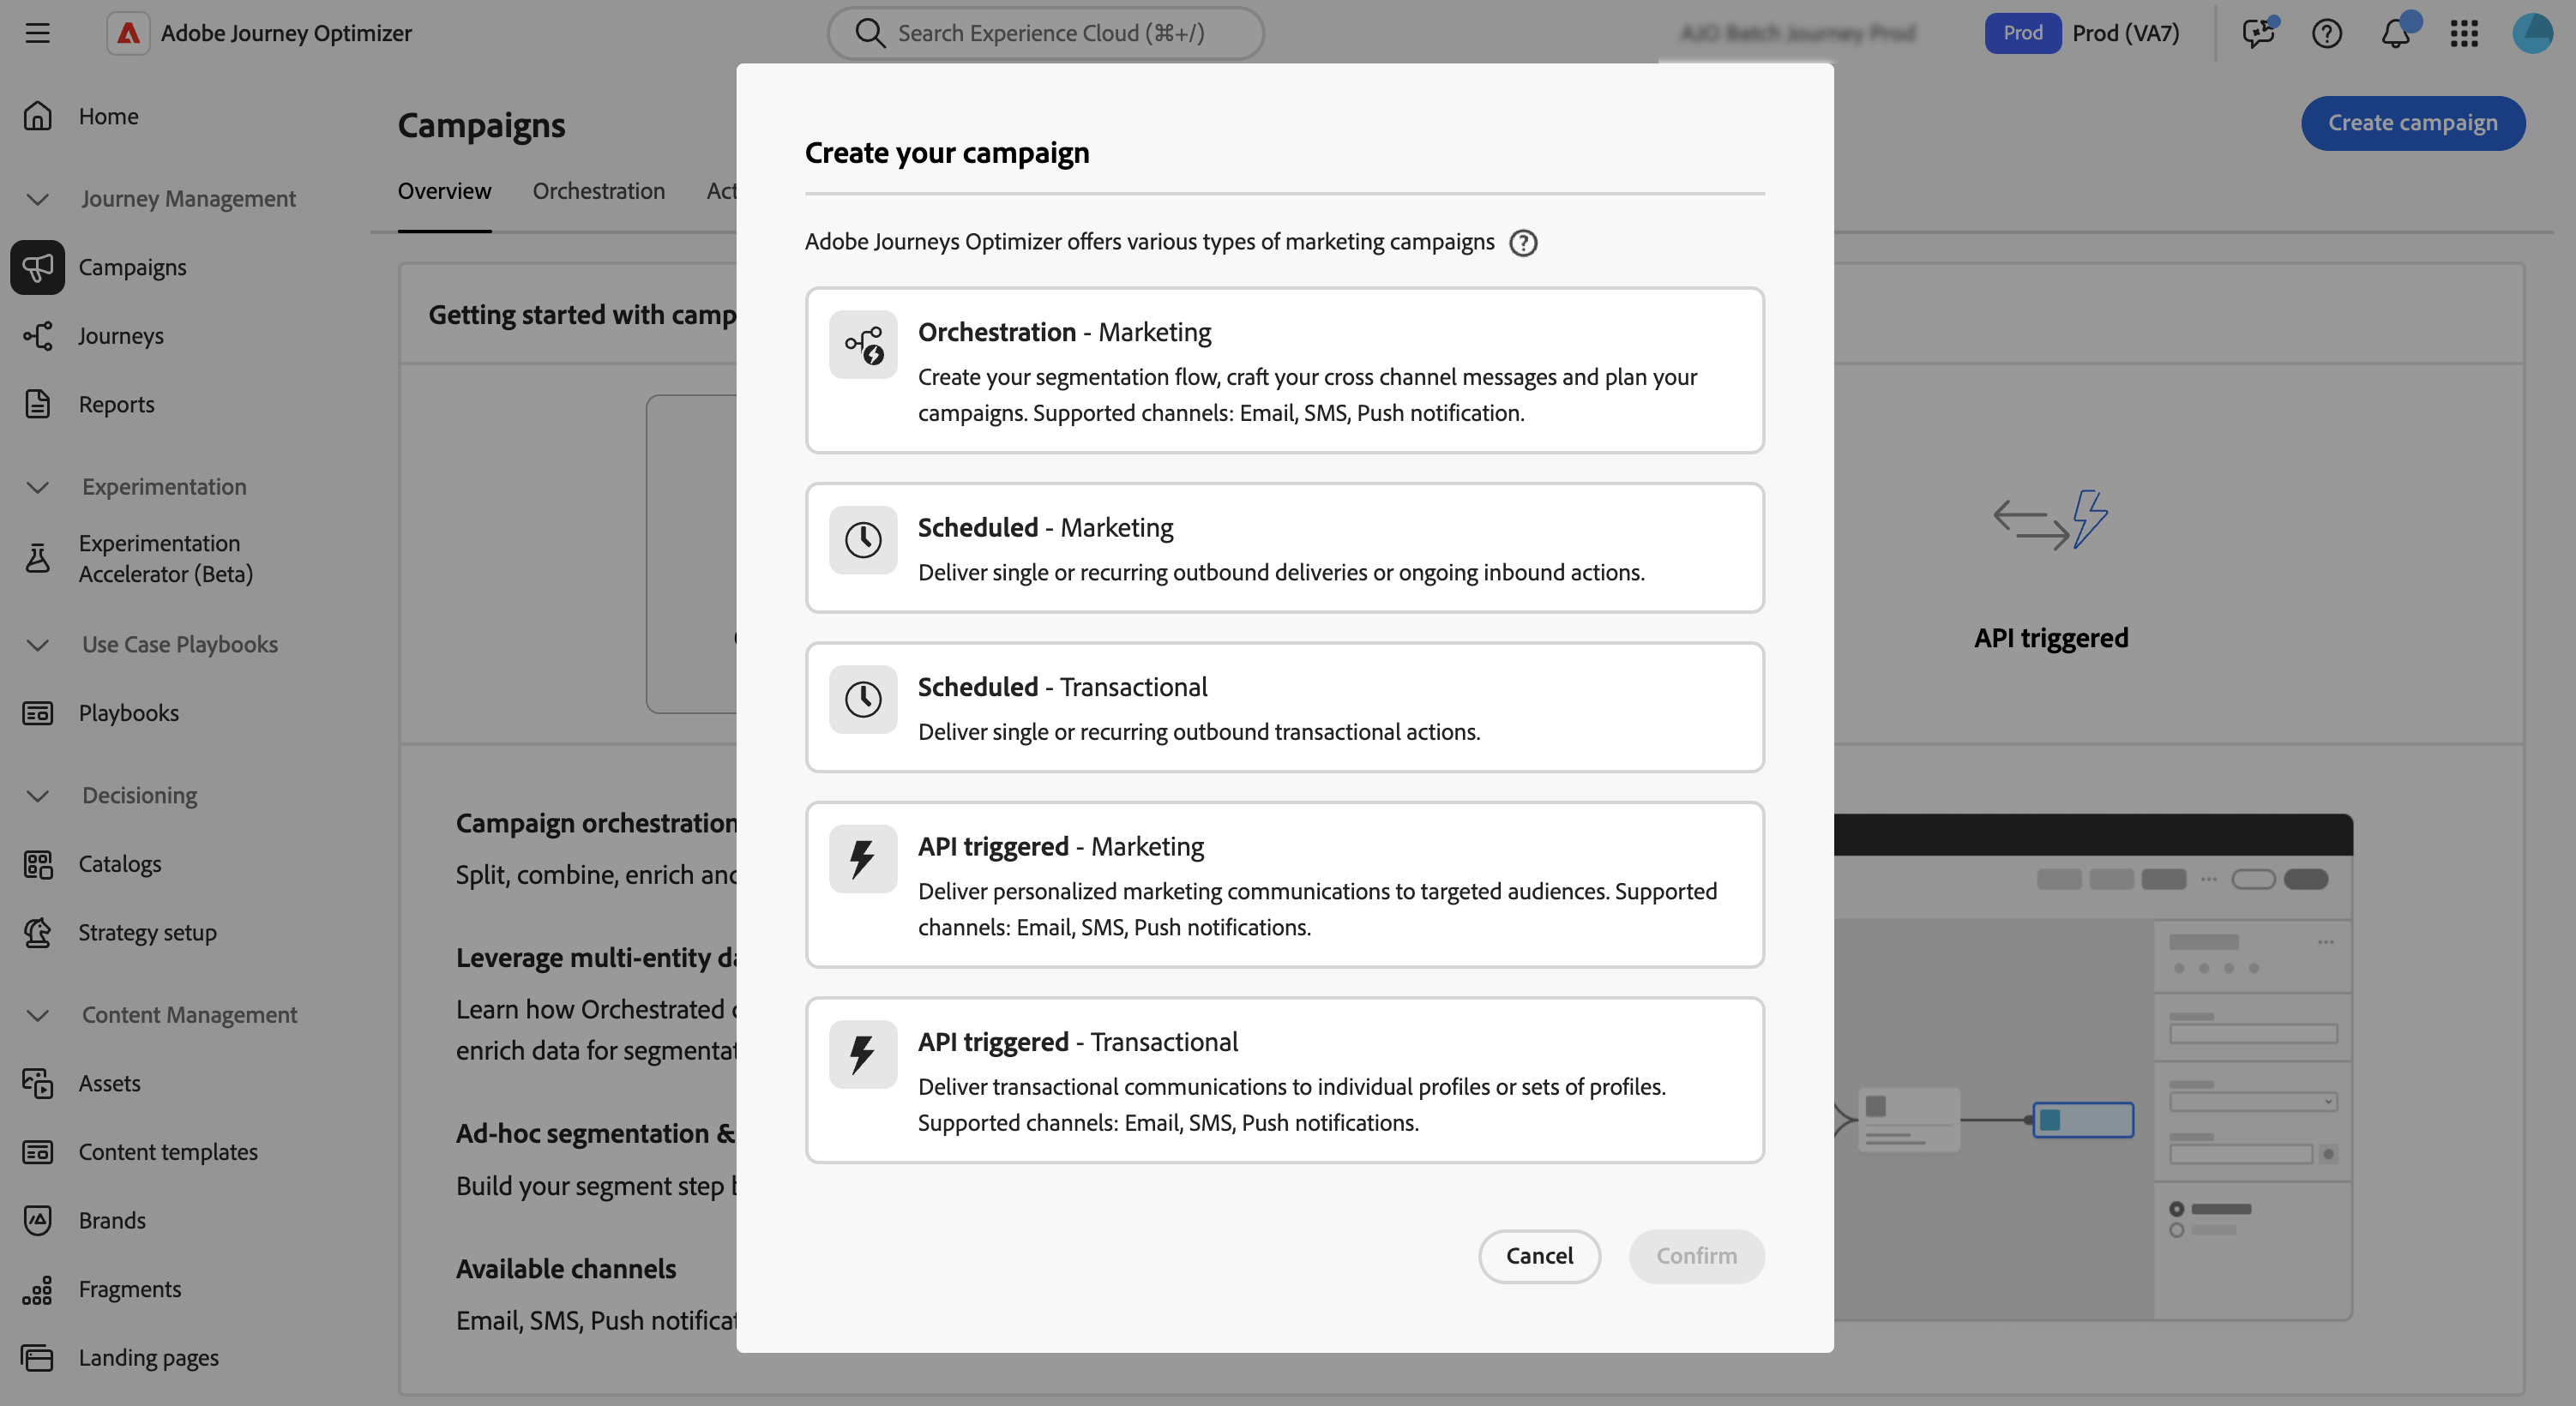 Adobe Journey Optimizer
Search Experience Cloud (⌘+/)
Prod
Prod (VA7)
Home
Journey Management
Campaigns
Journeys
Reports
Experimentation
Experimentation
Accelerator (Beta)
Use Case Playbooks
Playbooks
Decisioning
Catalogs
Strategy setup
Content Management
Assets
Content templates
Brands
Fragments
Landing pages
Campaigns
Create campaign
Overview
Orchestration
Act
Getting started with camp
API triggered
Campaign orchestration
Split, combine, enrich and
Leverage multi-entity da
Learn how Orchestrated
enrich data for segmentat
Ad-hoc segmentation &
Build your segment step
Available channels
Email, SMS, Push notificat
Create your campaign
Adobe Journeys Optimizer offers various types of marketing campaigns
Orchestration - Marketing
Create your segmentation flow, craft your cross channel messages and plan your
campaigns. Supported channels: Email, SMS, Push notification.
Scheduled - Marketing
Deliver single or recurring outbound deliveries or ongoing inbound actions.
Scheduled - Transactional
Deliver single or recurring outbound transactional actions.
API triggered - Marketing
Deliver personalized marketing communications to targeted audiences. Supported
channels: Email, SMS, Push notifications.
API triggered - Transactional
Deliver transactional communications to individual profiles or sets of profiles.
Supported channels: Email, SMS, Push notifications.
Cancel
Confirm